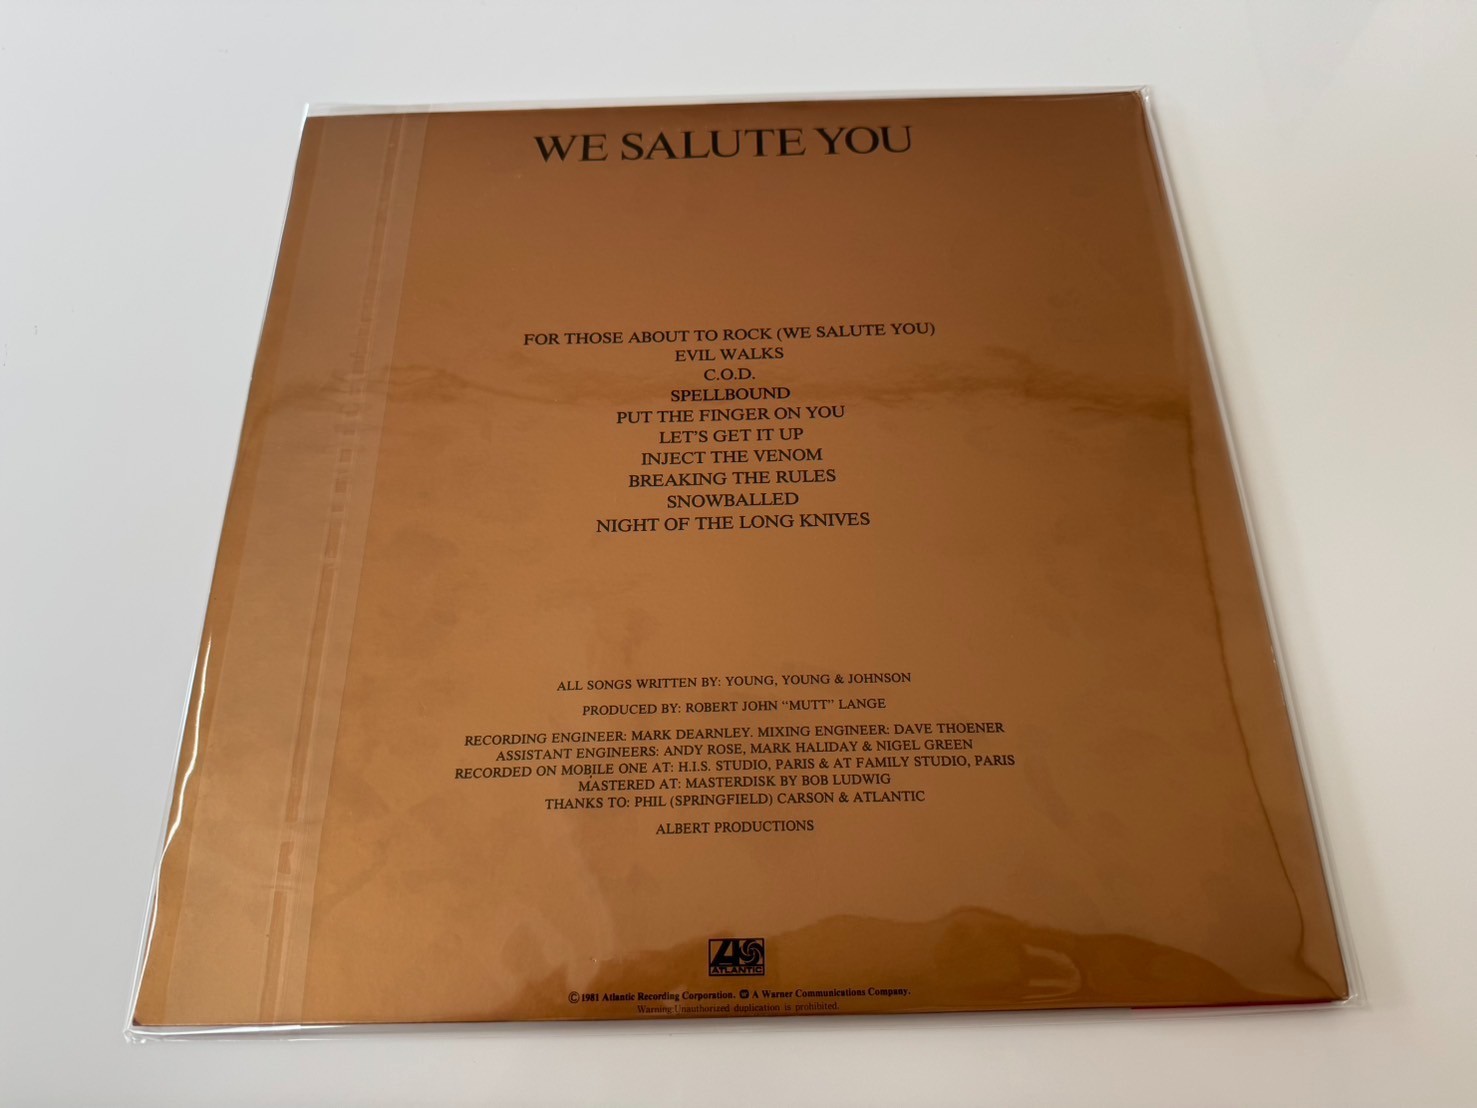 WE SALUTE YOU
FOR THOSE ABOUT TO ROCK (WE SALUTE YOU)
EVIL WALKS
C.O.D.
SPELLBOUND
PUT THE FINGER ON YOU
LET'S GET IT UP
INJECT THE VENOM
BREAKING THE RULES
SNOWBALLED
NIGHT OF THE LONG KNIVES
ALL SONGS WRITTEN BY: YOUNG, YOUNG & JOHNSON
PRODUCED BY: ROBERT JOHN "MUTT" LANGE
RECORDING ENGINEER: MARK DEARNLEY. MIXING ENGINEER: DAVE THOENER
ASSISTANT ENGINEERS: ANDY ROSE, MARK HALIDAY & NIGEL GREEN
RECORDED ON MOBILE ONE AT: H.I.S. STUDIO, PARIS & AT FAMILY STUDIO, PARIS
MASTERED AT: MASTERDISK BY BOB LUDWIG
THANKS TO: PHIL (SPRINGFIELD) CARSON & ATLANTIC
ALBERT PRODUCTIONS
ATLANTIC
©1981 Atlantic Recording Corporation. A Warner Communications Company.
Warning: Unauthorized duplication is prohibited.